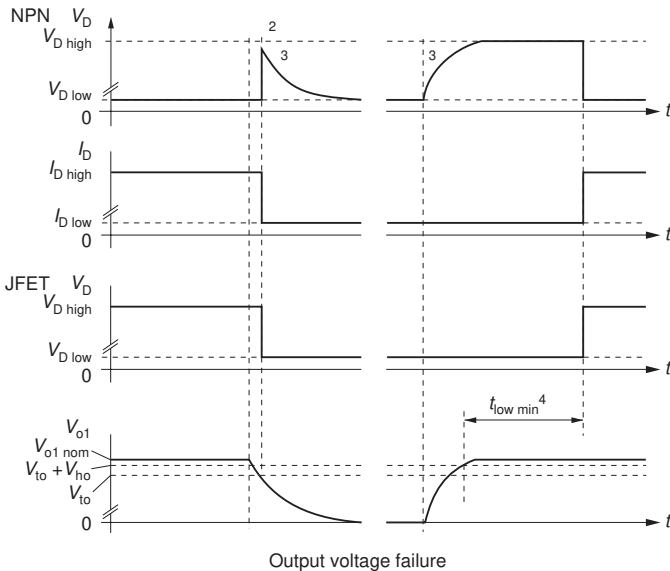 NPN V_D
2
V_D high
3
3
V_D low
0
t
I_D
I_D high
I_D low
0
t
JFET V_D
V_D high
V_D low
0
t
t_low min 4
V_o1
V_o1 nom
V_to + V_ho
V_to
0
t
Output voltage failure